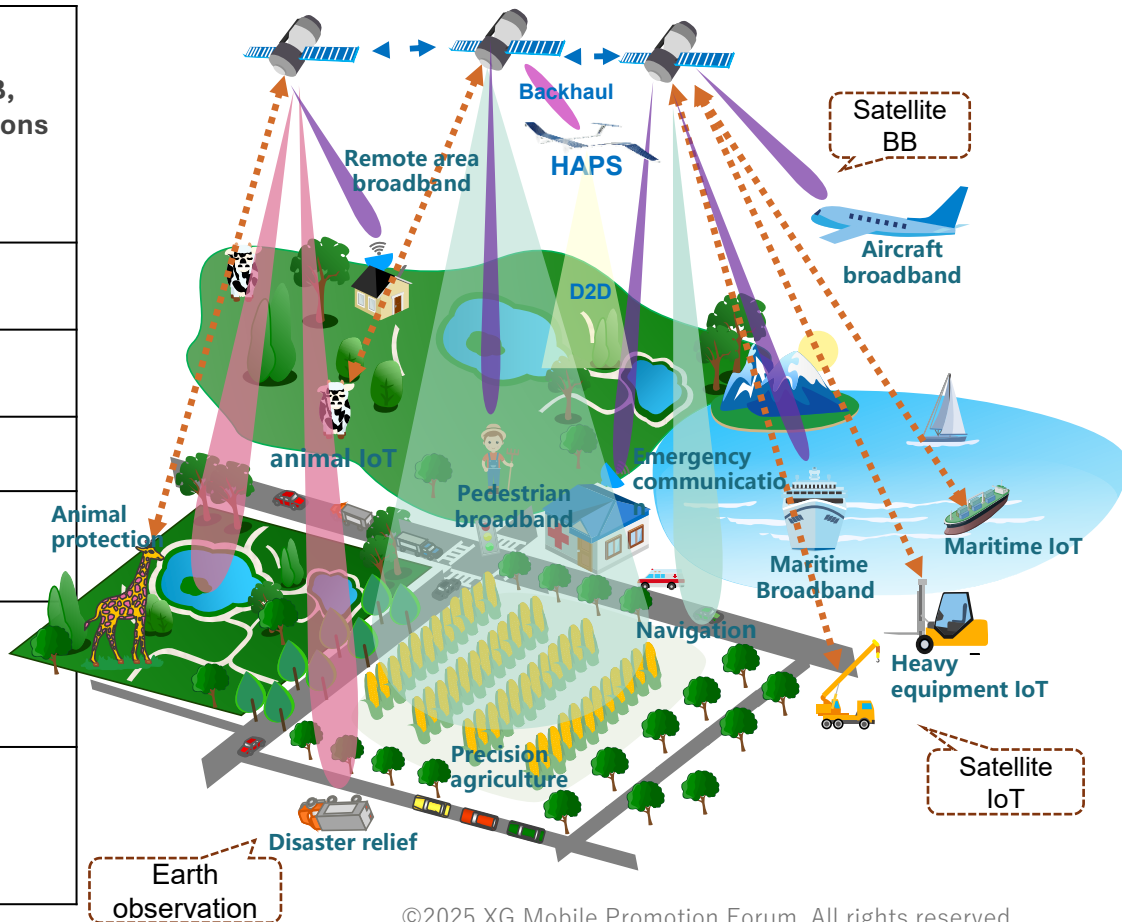 3,
ons
Backhaul
HAPS
Satellite
BB
Remote area
broadband
Aircraft
broadband
D2D
animal IoT
Emergency
communicatio
n
Pedestrian
broadband
Animal
protection
Maritime IoT
Maritime
Broadband
Navigation
Heavy
equipment IoT
Precision
agriculture
Satellite
IoT
Disaster relief
Earth
observation
©2025 XG Mobile Promotion Forum. All rights reserved